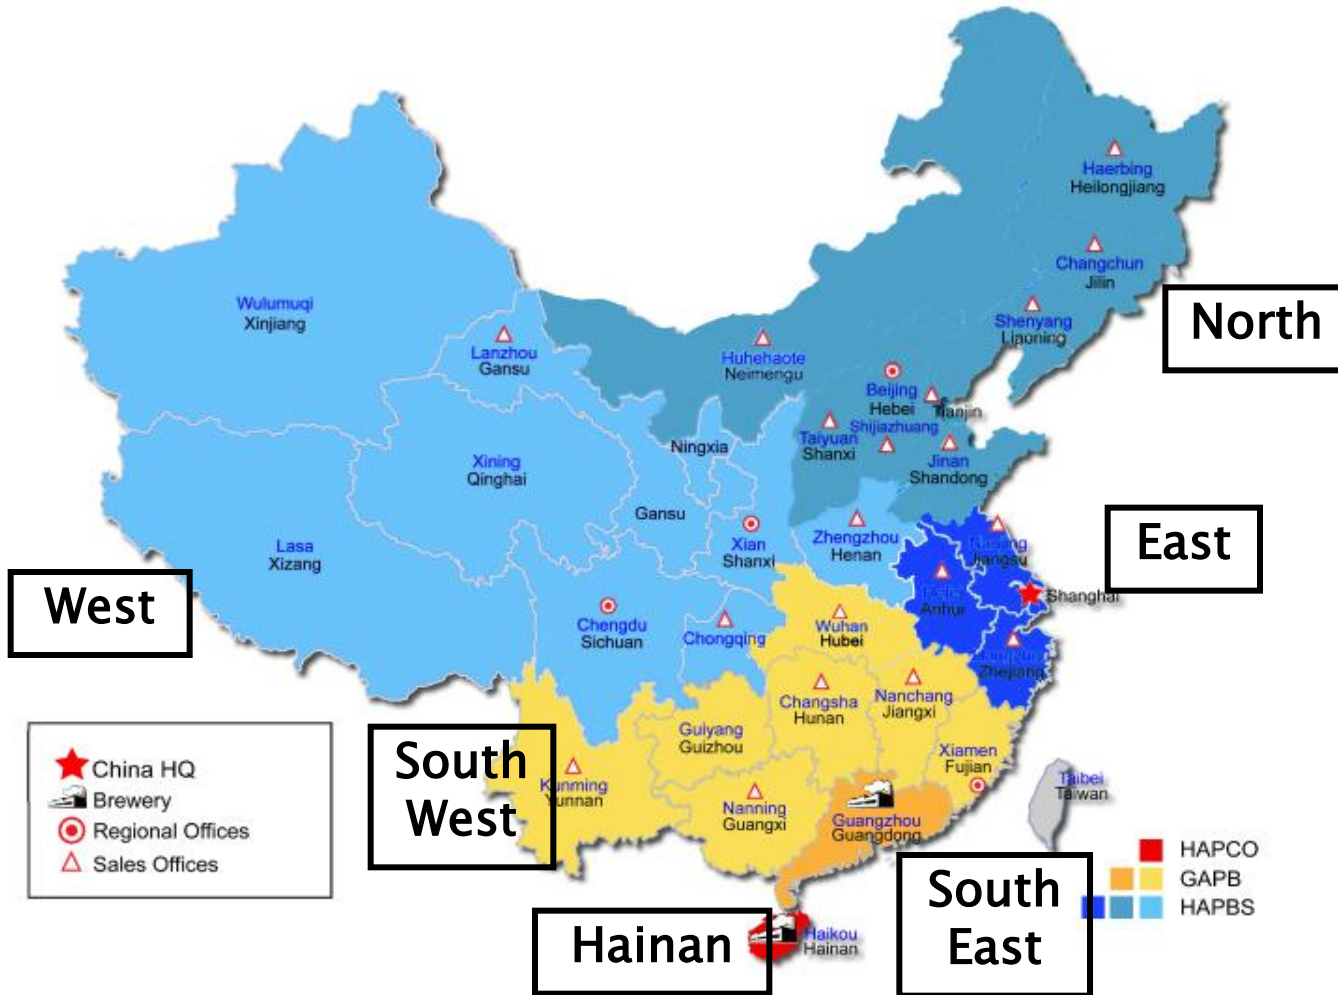 Haerbing
Heilongjiang
Changchun
Jilin
North
Wulumuqi
Xinjiang
Shenyang
Liaoning
Lanzhou
Gansu
Huhehaote
Neimengu
Beijing
Hebei
Tianjin
Shijiazhuang
Taiyuan
Shanxi
Ningxia
Jinan
Shandong
Xining
Qinghai
Gansu
Xian
Shanxi
Zhengzhou
Henan
Jiangsu
East
Lasa
Xizang
West
Anhui
Shanghai
Chengdu
Sichuan
Chongqing
Wuhan
Hubei
Zhejiang
Changsha
Hunan
Nanchang
Jiangxi
Guiyang
Guizhou
Xiamen
Fujian
South
West
Kunming
Yunnan
Nanning
Guangxi
Guangzhou
Guangdong
Taibei
Taiwan
China HQ
Brewery
Regional Offices
Sales Offices
HAPCO
GAPB
HAPBS
South
East
Hainan
Haikou
Hainan